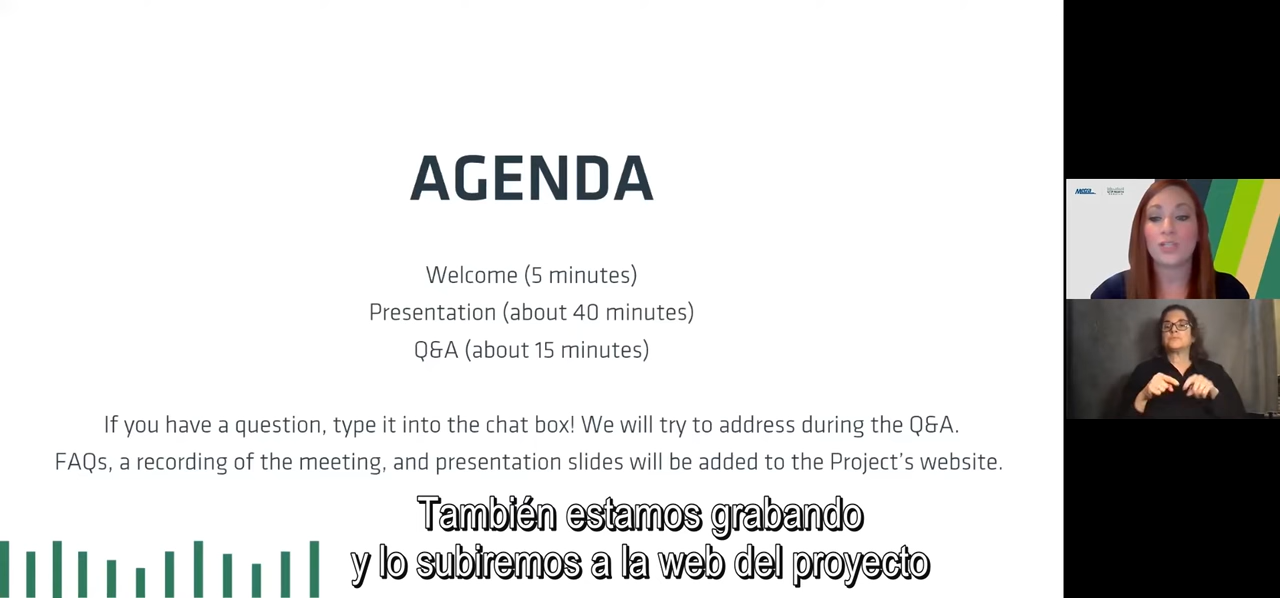 AGENDA
Welcome (5 minutes)
Presentation (about 40 minutes)
Q&A (about 15 minutes)
If you have a question, type it into the chat box! We will try to address during the Q&A.
FAQs, a recording of the meeting, and presentation slides will be added to the Project’s website.
También estamos grabando
y lo subiremos a la web del proyecto
Metra